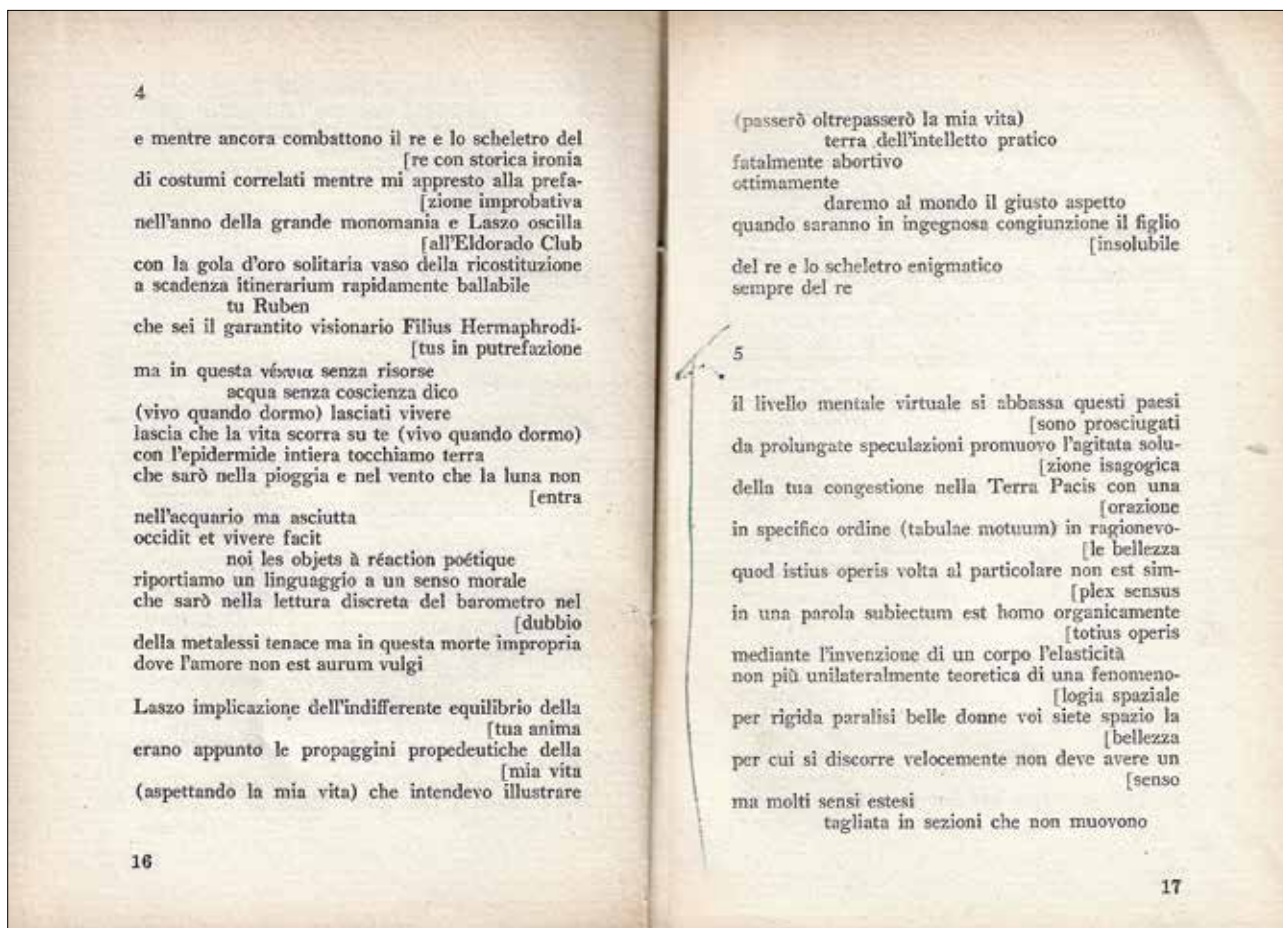 4
e mentre ancora combattono il re e lo scheletro del
[re con storica ironia
di costumi correlati mentre mi appresto alla prefa-
[zione improbativa
nell'anno della grande monomania e Laszo oscilla
[all'Eldorado Club
con la gola d'oro solitaria vaso della ricostituzione
a scadenza itinerarium rapidamente ballabile
tu Ruben
che sei il garantito visionario Filius Hermaphrodi-
[tus in putrefazione
ma in questa νέκυια senza risorse
acqua senza coscienza dico
(vivo quando dormo) lasciati vivere
lascia che la vita scorra su te (vivo quando dormo)
con l'epidermide intiera tocchiamo terra
che sarò nella pioggia e nel vento che la luna non
[entra
nell'acquario ma asciutta
occidit et vivere facit
noi les objets à réaction poétique
riportiamo un linguaggio a un senso morale
che sarò nella lettura discreta del barometro nel
[dubbio
della metalessi tenace ma in questa morte impropria
dove l'amore non est aurum vulgi
Laszo implicazione dell'indifferente equilibrio della
[tua anima
erano appunto le propaggini propedeutiche della
[mia vita
(aspettando la mia vita) che intendevo illustrare
16
(passerò oltrepasserò la mia vita)
terra dell'intelletto pratico
fatalmente abortivo
ottimamente
daremo al mondo il giusto aspetto
quando saranno in ingegnosa congiunzione il figlio
[insolubile
del re e lo scheletro enigmatico
sempre del re
5
il livello mentale virtuale si abbassa questi paesi
[sono prosciugati
da prolungate speculazioni promuovo l'agitata solu-
[zione isagogica
della tua congestione nella Terra Pacis con una
[orazione
in specifico ordine (tabulae motuum) in ragionevo-
[le bellezza
quod istius operis volta al particolare non est sim-
[plex sensus
in una parola subiectum est homo organicamente
[totius operis
mediante l'invenzione di un corpo l'elasticità
non più unilateralmente teoretica di una fenomeno-
[logia spaziale
per rigida paralisi belle donne voi siete spazio la
[bellezza
per cui si discorre velocemente non deve avere un
[senso
ma molti sensi estesi
tagliata in sezioni che non muovono
17